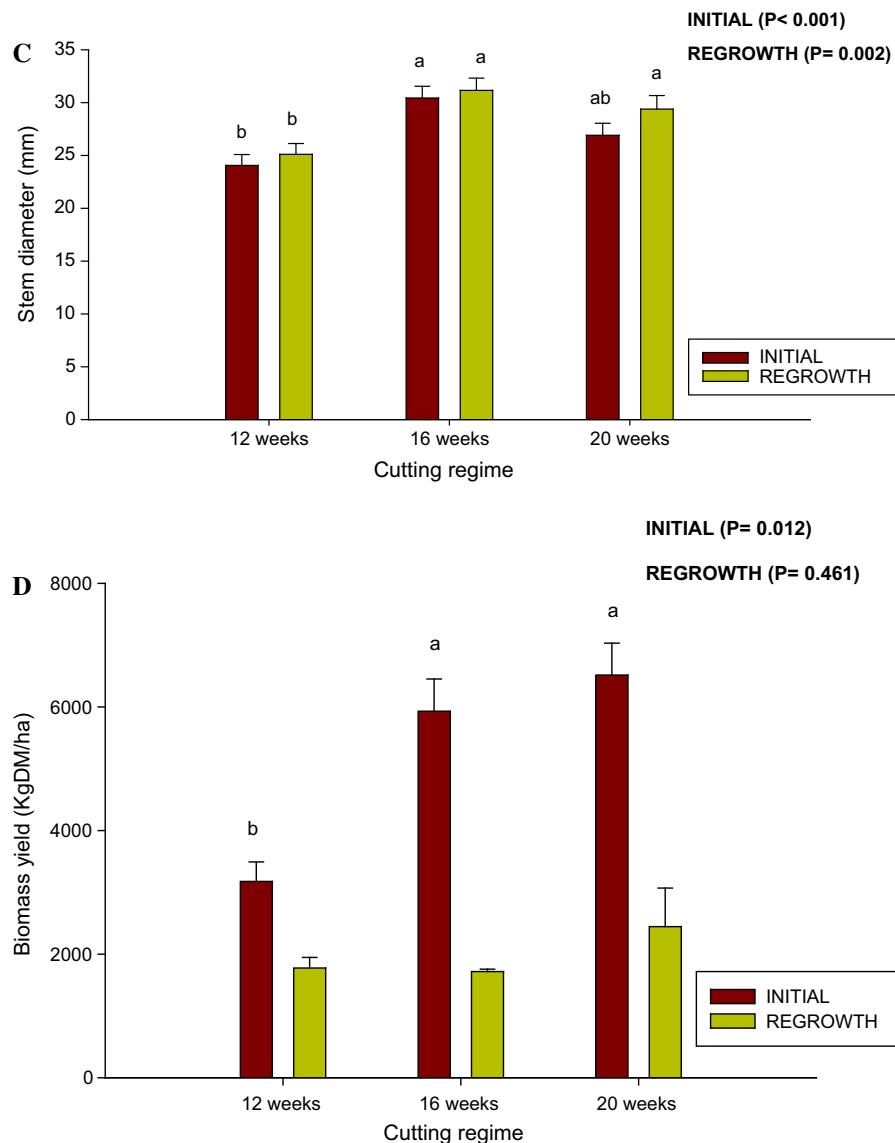 INITIAL (P< 0.001)
C
REGROWTH (P= 0.002)
35
30
25
20
15
10
5
0
Stem diameter (mm)
b b
a a
ab a
INITIAL
REGROWTH
12 weeks 16 weeks 20 weeks
Cutting regime
INITIAL (P= 0.012)
D
REGROWTH (P= 0.461)
8000
6000
4000
2000
0
Biomass yield (KgDM/ha)
b
a
a
INITIAL
REGROWTH
12 weeks 16 weeks 20 weeks
Cutting regime